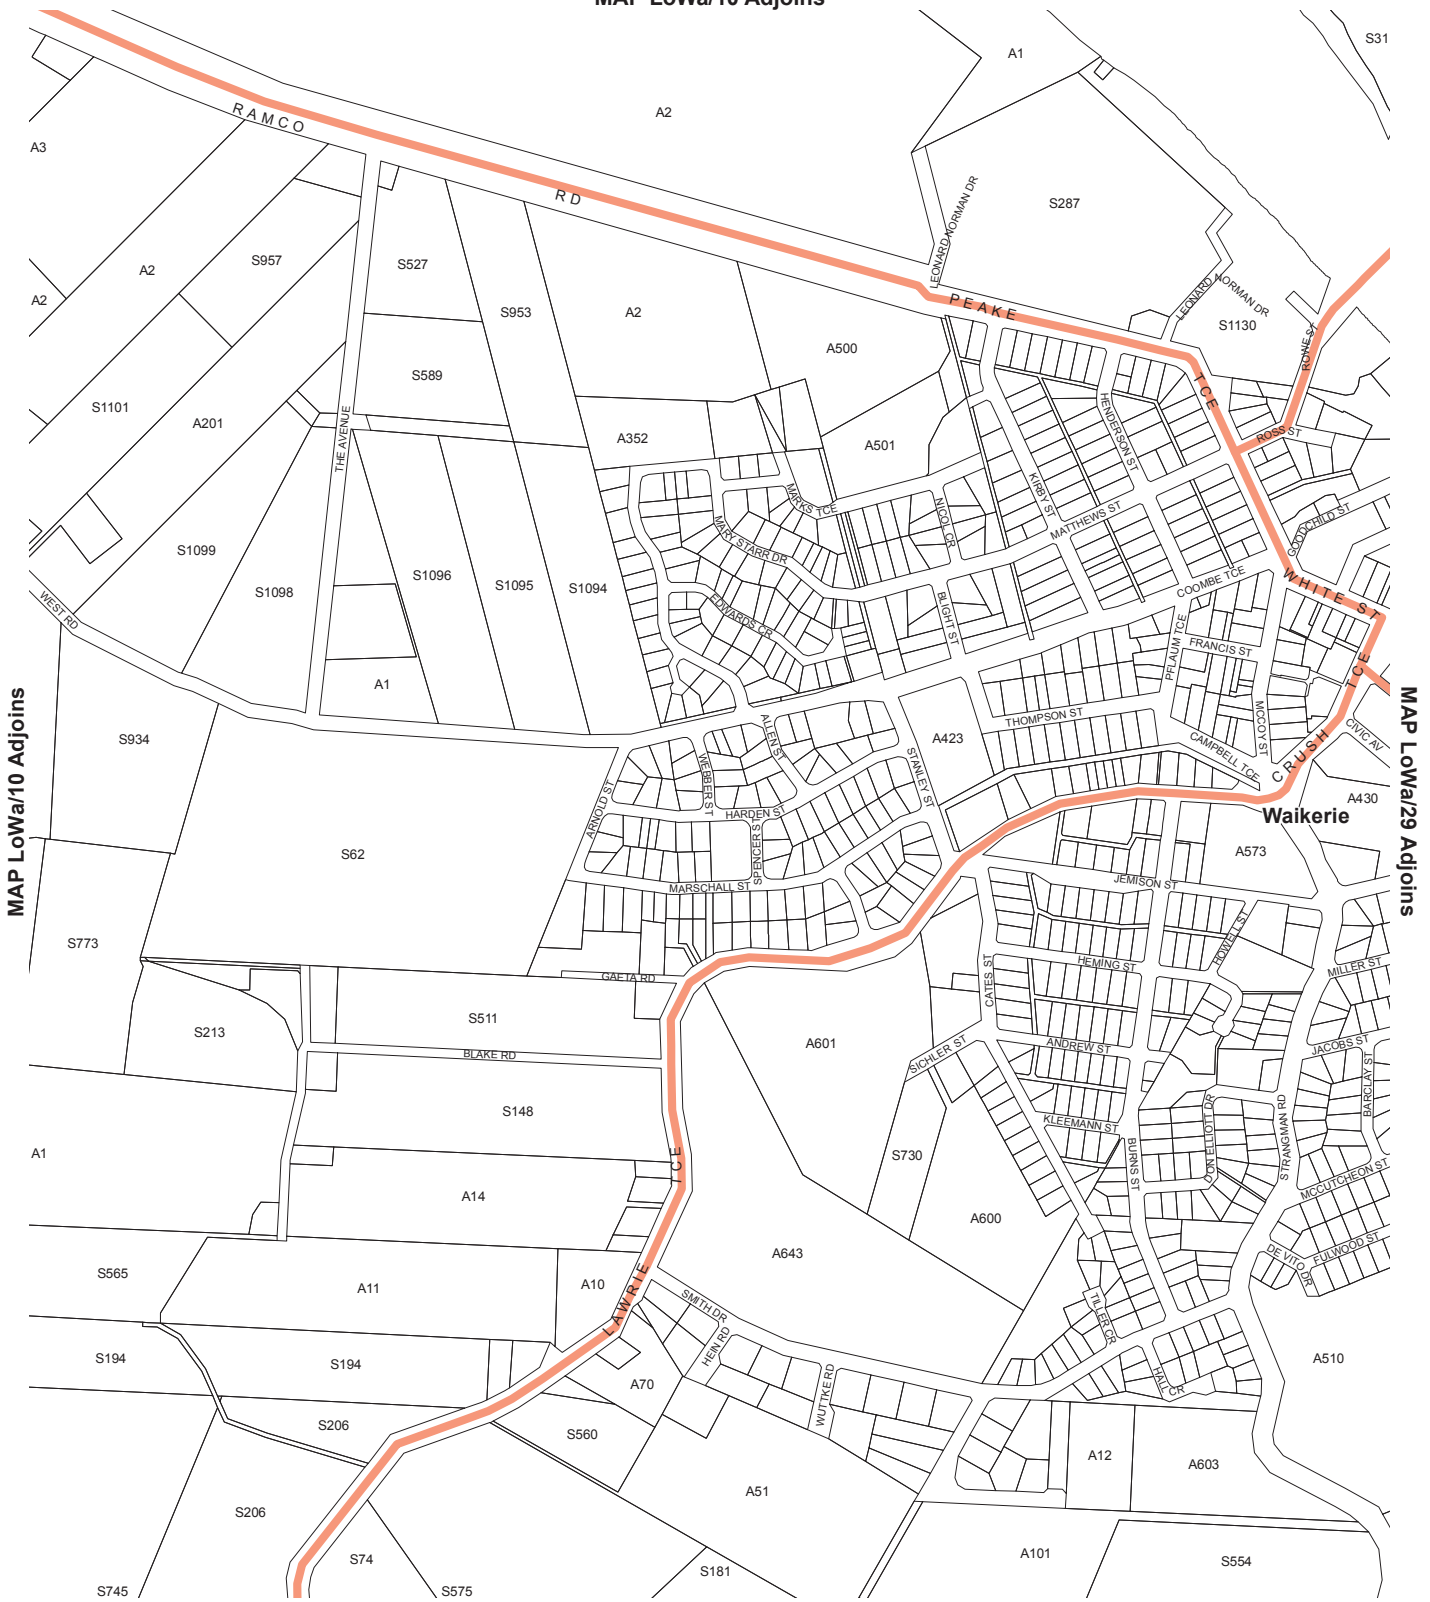 MAP LoWa/10 Adjoins
S31
A1
A2
RAMCO
A3
RD
LEONARD NORMAN DR
S287
A2
S957
S527
A2
S953
A2
PEAKE
LEONARD NORMAN DR
S1130
ROWE ST
A500
S589
TCE
S1101
A201
THE AVENUE
A352
A501
HENDERSON ST
ROSS ST
MARKS TCE
KIRBY ST
NICOL CR
MATTHEWS ST
GOODCHILD ST
MARY STARR DR
S1099
S1098
S1096
S1095
S1094
COOMBE TCE
WHITE ST
WEST RD
EDWARDS CR
BLIGHT ST
PFLAUM TCE
FRANCIS ST
A1
TCE
MAP LoWa/10 Adjoins
MAP LoWa/29 Adjoins
S934
ALLEN ST
A423
THOMPSON ST
MCCOY ST
CIVIC AV
WEBBER ST
STANLEY ST
CAMPBELL TCE
CRUSH
ARNOLD ST
A430
HARDEN ST
Waikerie
S62
SPENCER ST
A573
MARSCHALL ST
JEMISON ST
S773
HOWELL ST
GAETA RD
CATES ST
HEMING ST
MILLER ST
S213
S511
A601
BLAKE RD
SICHLER ST
ANDREW ST
JACOBS ST
BARCLAY ST
S148
KLEEMANN ST
DON ELLIOTT DR
STRANGMAN RD
A1
TCE
S730
BURNS ST
A14
MCCUTCHEON ST
A600
A643
FULWOOD ST
DE VITO DR
S565
A11
A10
LAWRIE
SMITH DR
TILLER CR
S194
S194
HEIN RD
A510
A70
WUTTKE RD
HALL CR
S206
S560
A12
A603
A51
S206
S74
A101
S554
S181
S745
S575